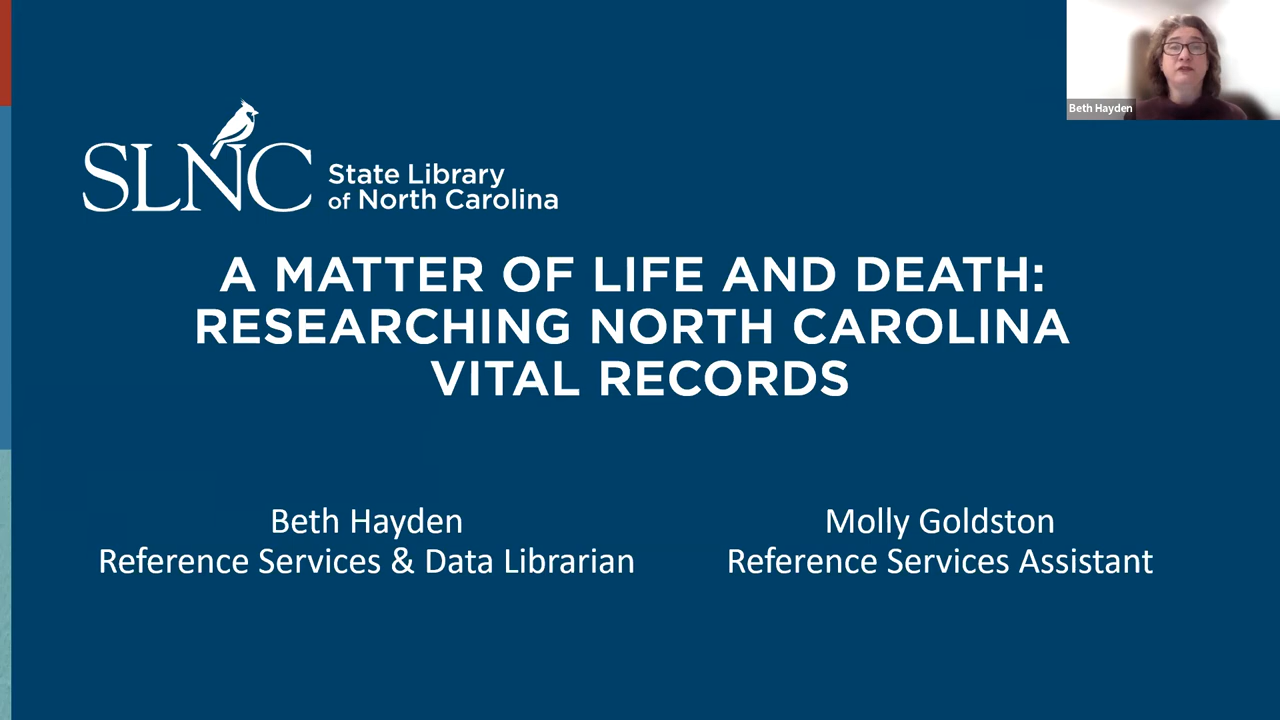 Beth Hayden
SLNC
State Library
of North Carolina
A MATTER OF LIFE AND DEATH:
RESEARCHING NORTH CAROLINA
VITAL RECORDS
Beth Hayden
Reference Services & Data Librarian
Molly Goldston
Reference Services Assistant